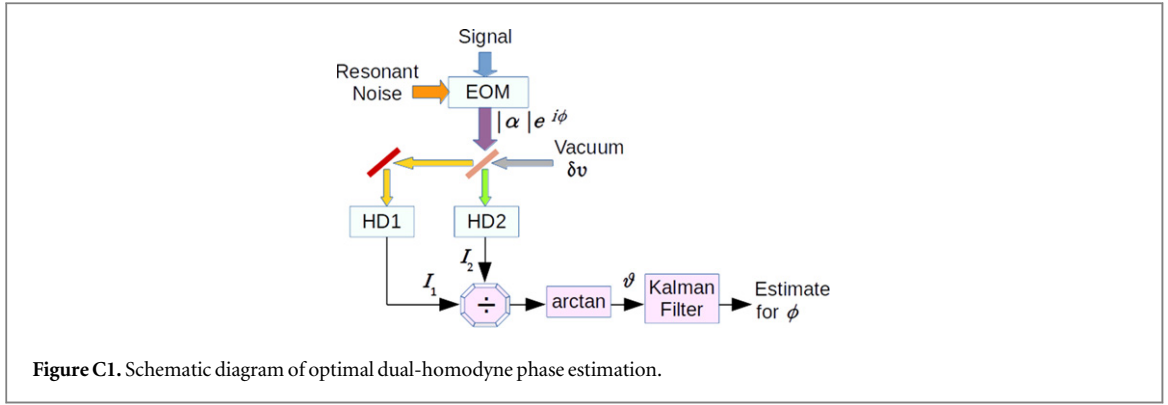 Signal
Resonant
Noise
EOM
|α|e^{iϕ}
Vacuum
δv
HD1
HD2
I₂
I₁
÷
arctan
ϑ
Kalman
Filter
Estimate
for ϕ
Figure C1. Schematic diagram of optimal dual-homodyne phase estimation.